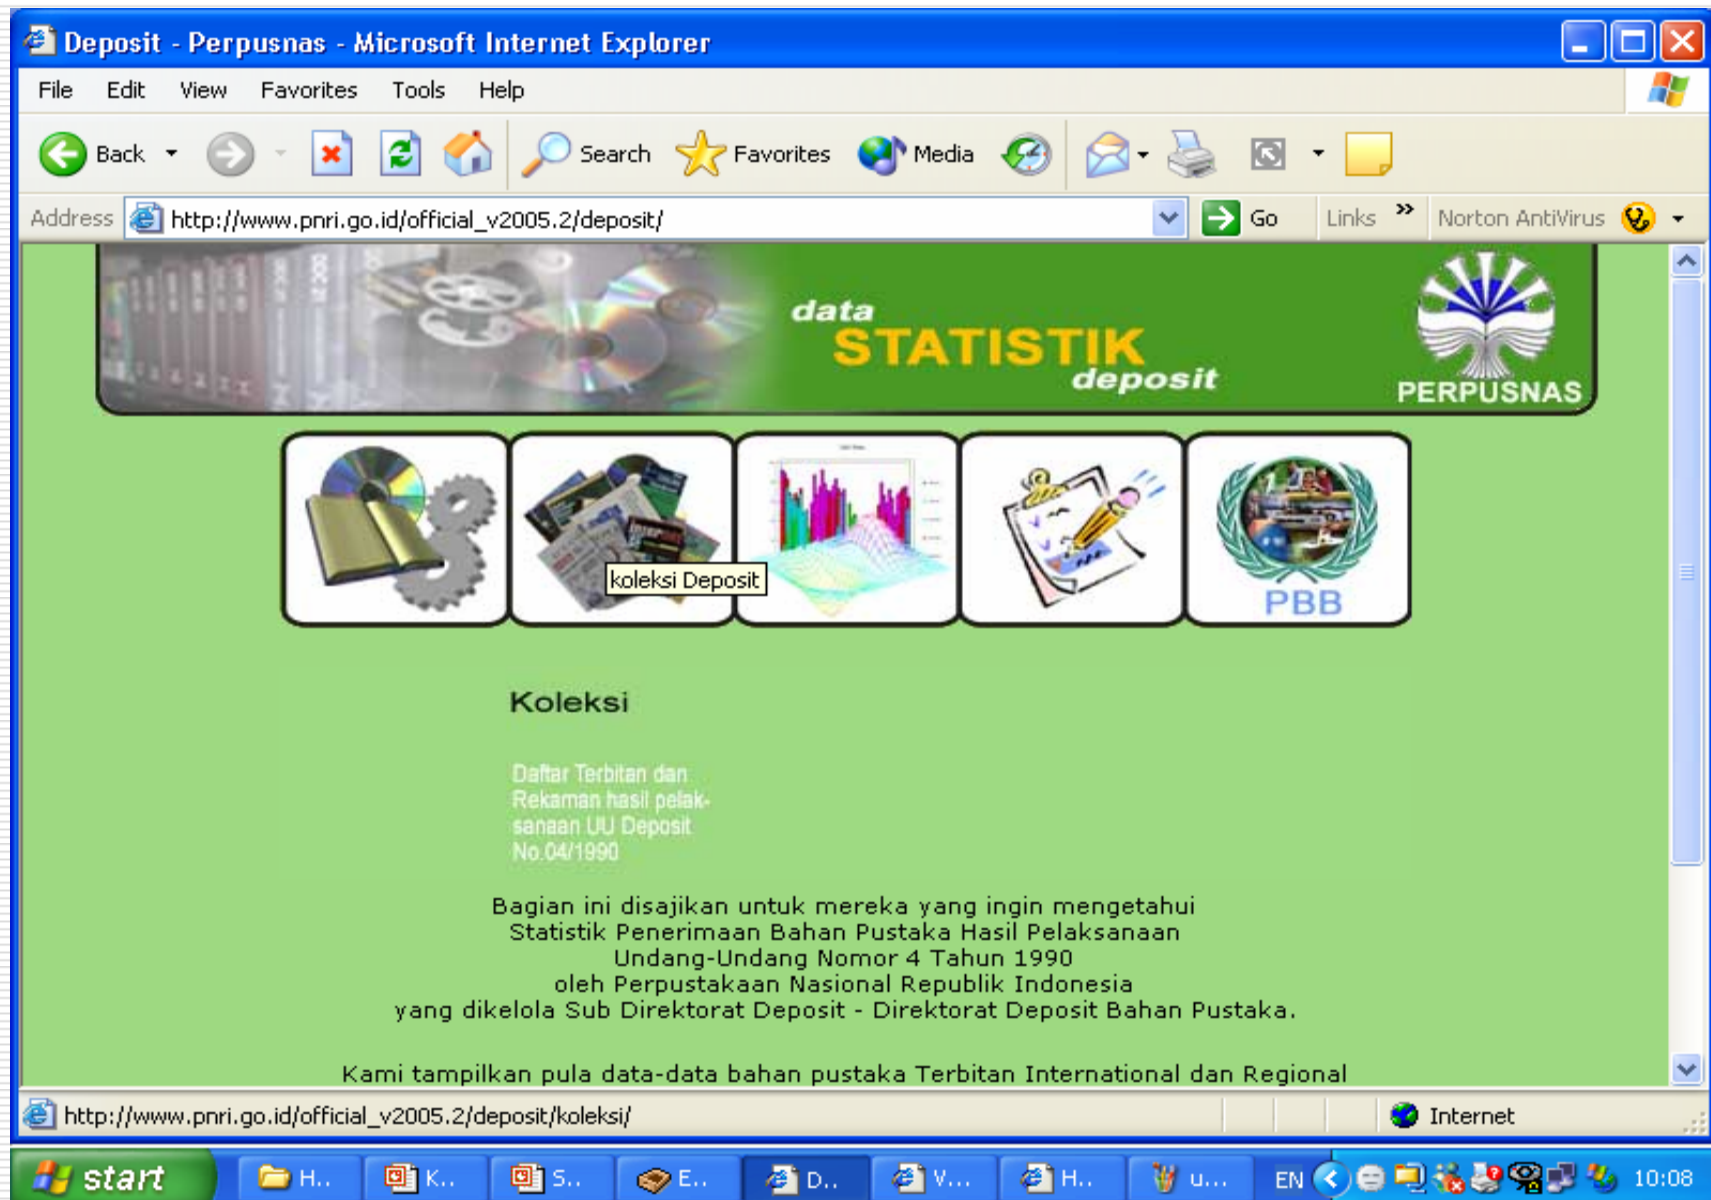 Deposit - Perpusnas - Microsoft Internet Explorer
File Edit View Favorites Tools Help
Back Search Favorites Media
Address http://www.pnri.go.id/official_v2005.2/deposit/ Go Links » Norton AntiVirus
data
STATISTIK
deposit
PERPUSNAS
koleksi Deposit
PBB
Koleksi
Daftar Terbitan dan
Rekaman hasil pelak-
sanaan UU Deposit
No.04/1990
Bagian ini disajikan untuk mereka yang ingin mengetahui
Statistik Penerimaan Bahan Pustaka Hasil Pelaksanaan
Undang-Undang Nomor 4 Tahun 1990
oleh Perpustakaan Nasional Republik Indonesia
yang dikelola Sub Direktorat Deposit - Direktorat Deposit Bahan Pustaka.
Kami tampilkan pula data-data bahan pustaka Terbitan International dan Regional
http://www.pnri.go.id/official_v2005.2/deposit/koleksi/ Internet
start H.. K.. S.. E.. D.. V... H.. u... EN 10:08